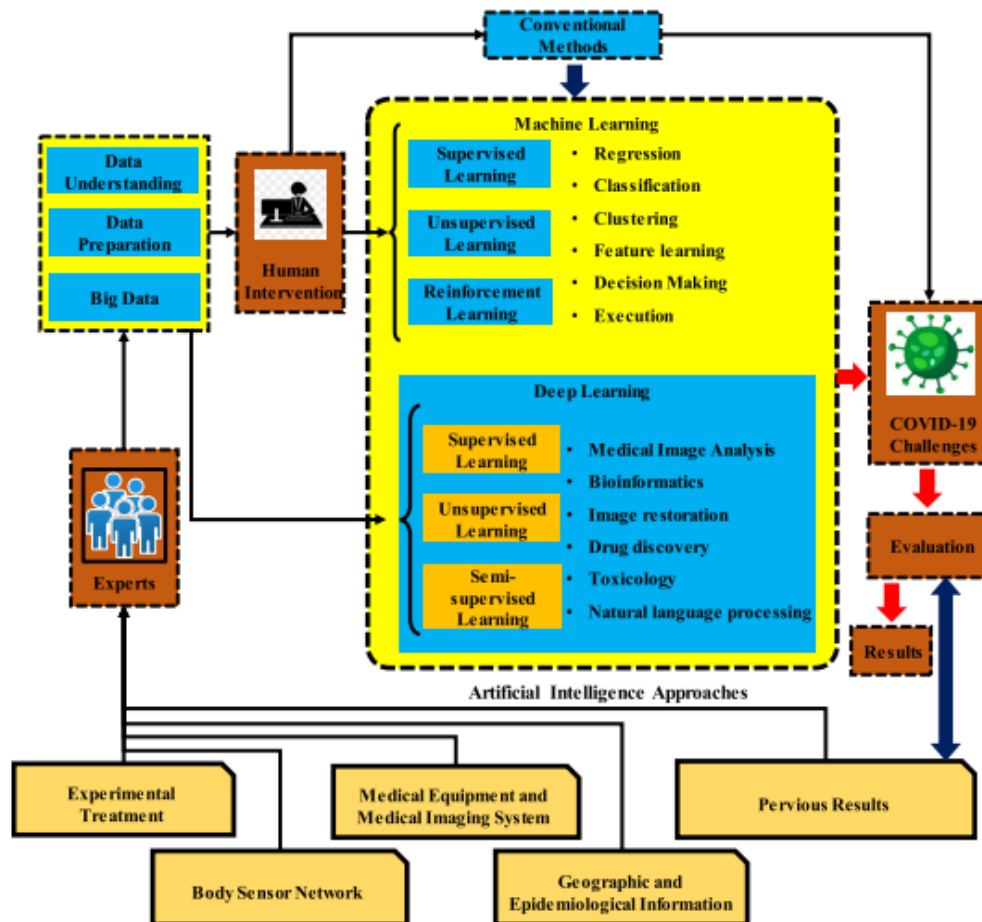 Conventional
Methods
Machine Learning
Data
Understanding
Data
Preparation
Big Data
Human
Intervention
Supervised
Learning
Unsupervised
Learning
Reinforcement
Learning
• Regression
• Classification
• Clustering
• Feature learning
• Decision Making
• Execution
COVID-19
Challenges
Deep Learning
Supervised
Learning
Unsupervised
Learning
Semi-
supervised
Learning
• Medical Image Analysis
• Bioinformatics
• Image restoration
• Drug discovery
• Toxicology
• Natural language processing
Experts
Evaluation
Results
Artificial Intelligence Approaches
Experimental
Treatment
Medical Equipment and
Medical Imaging System
Pervious Results
Body Sensor Network
Geographic and
Epidemiological Information